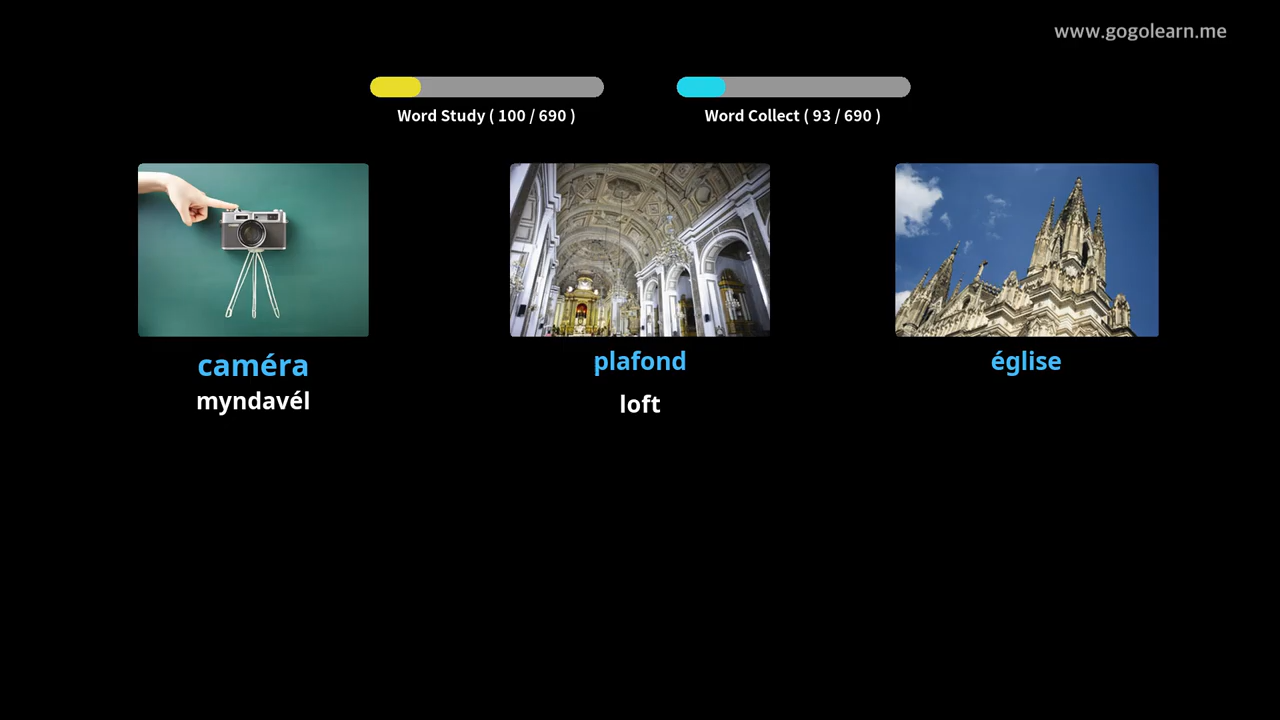 www.gogolearn.me
Word Study ( 100 / 690 )
Word Collect ( 93 / 690 )
caméra
myndavél
plafond
loft
église